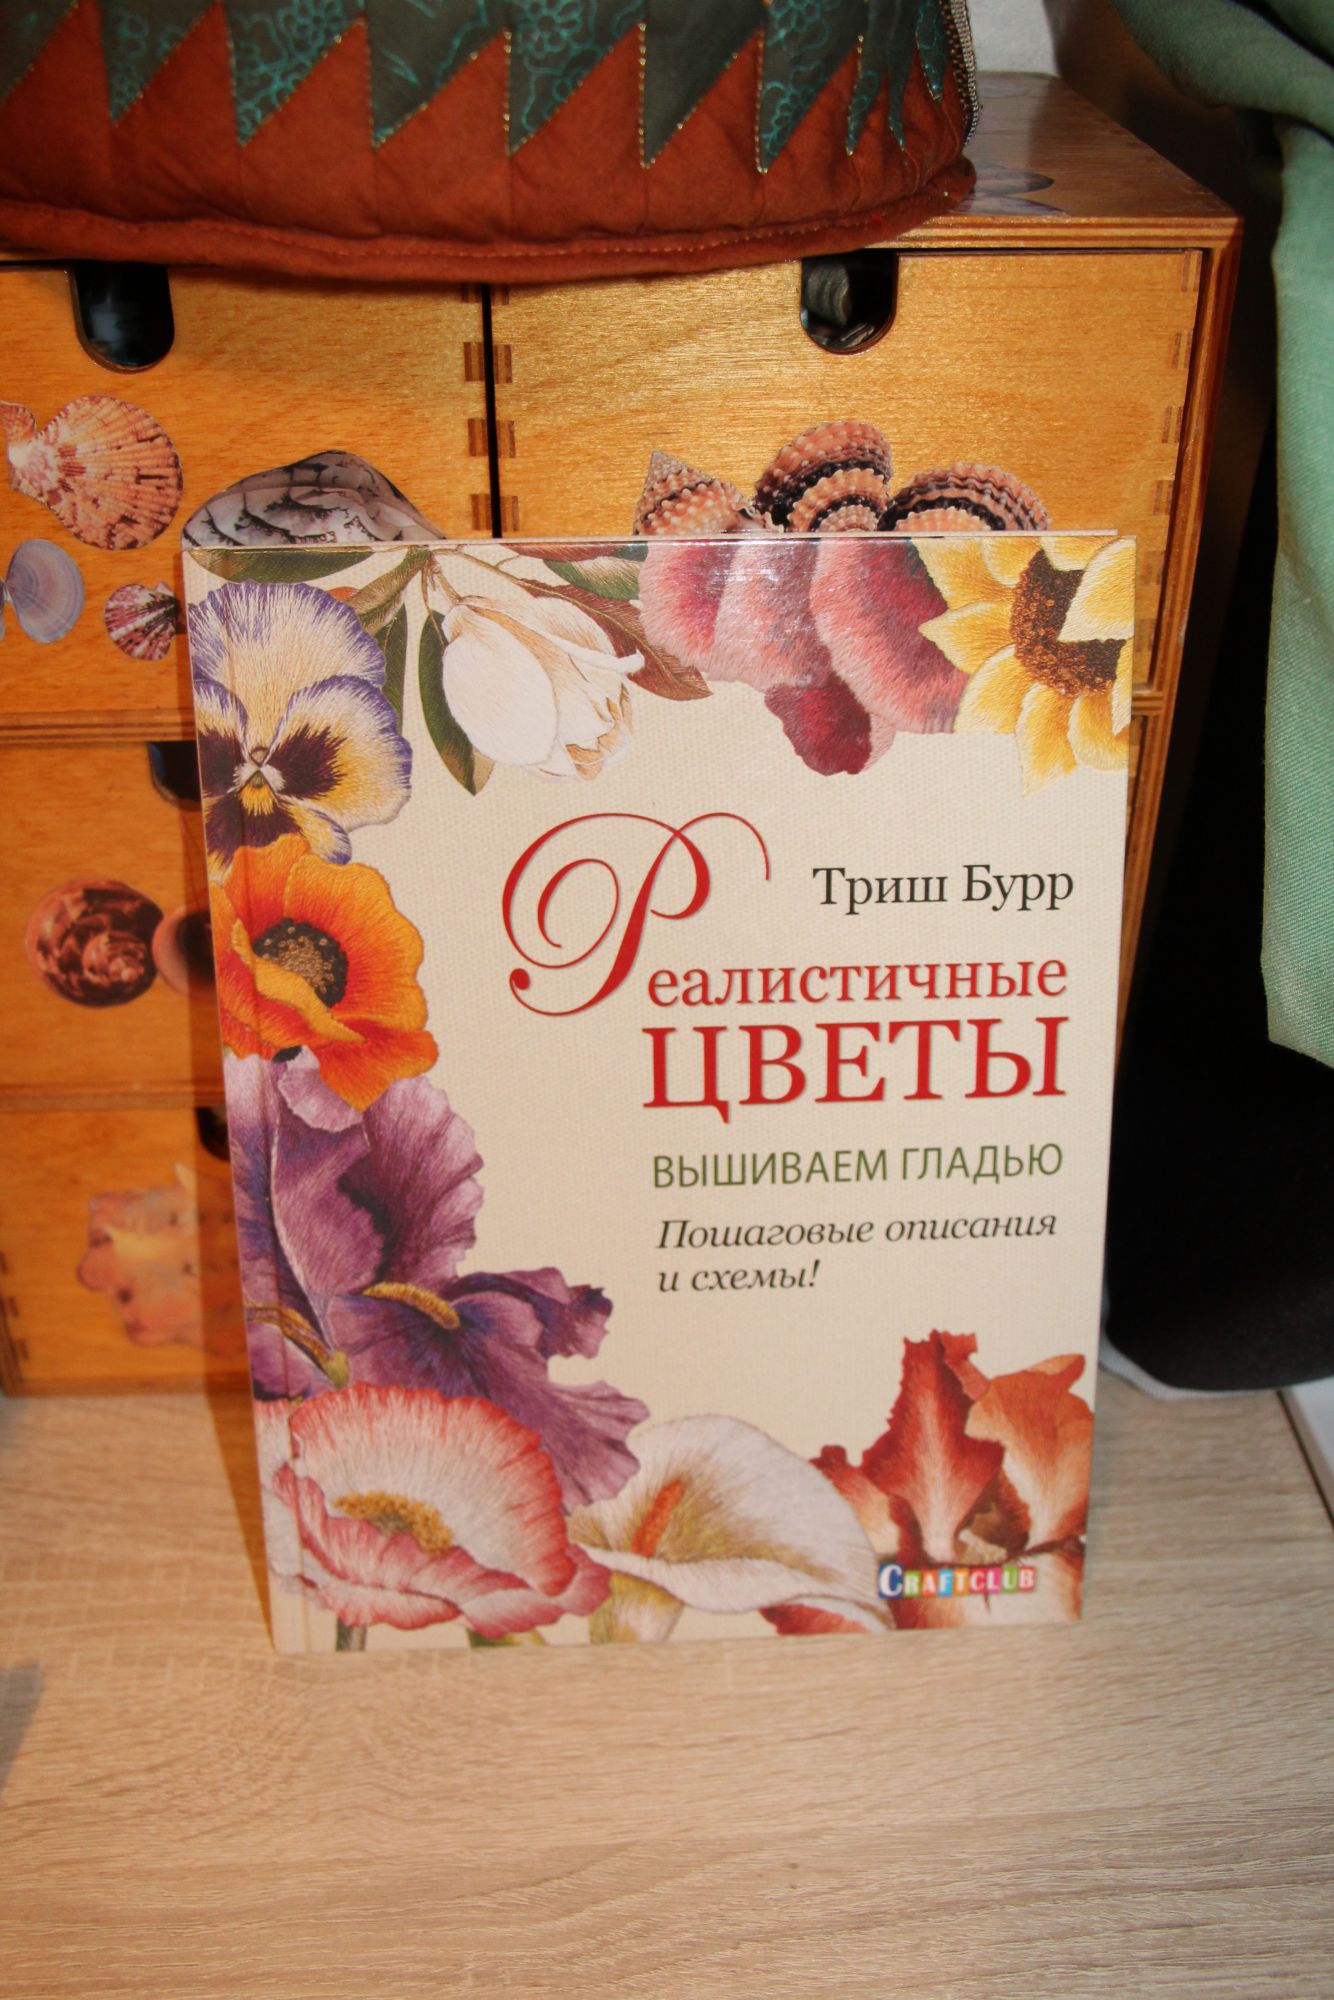 Триш Бурр
Реалистичные
ЦВЕТЫ
ВЫШИВАЕМ ГЛАДЬЮ
Пошаговые описания
и схемы!
CRAFTCLUB